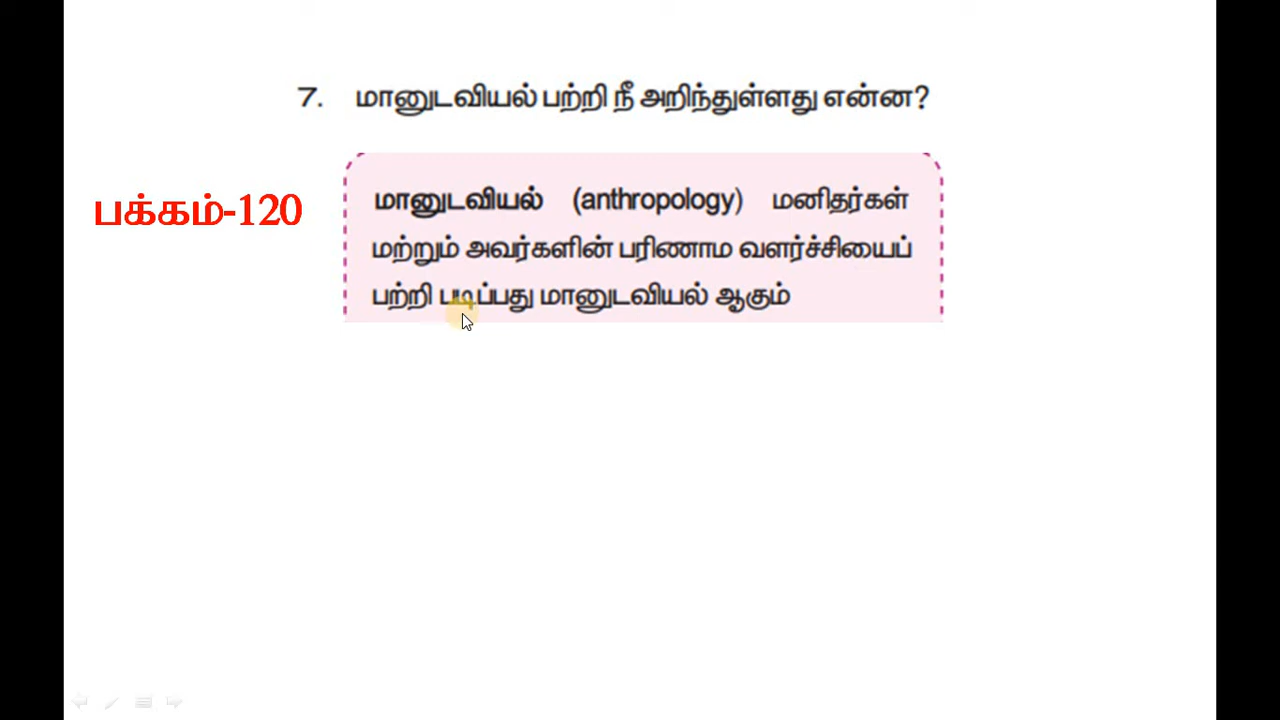 7. மானுடவியல் பற்றி நீ அறிந்துள்ளது என்ன?
பக்கம்-120
மானுடவியல் (anthropology) மனிதர்கள்
மற்றும் அவர்களின் பரிணாம வளர்ச்சியைப்
பற்றி படிப்பது மானுடவியல் ஆகும்